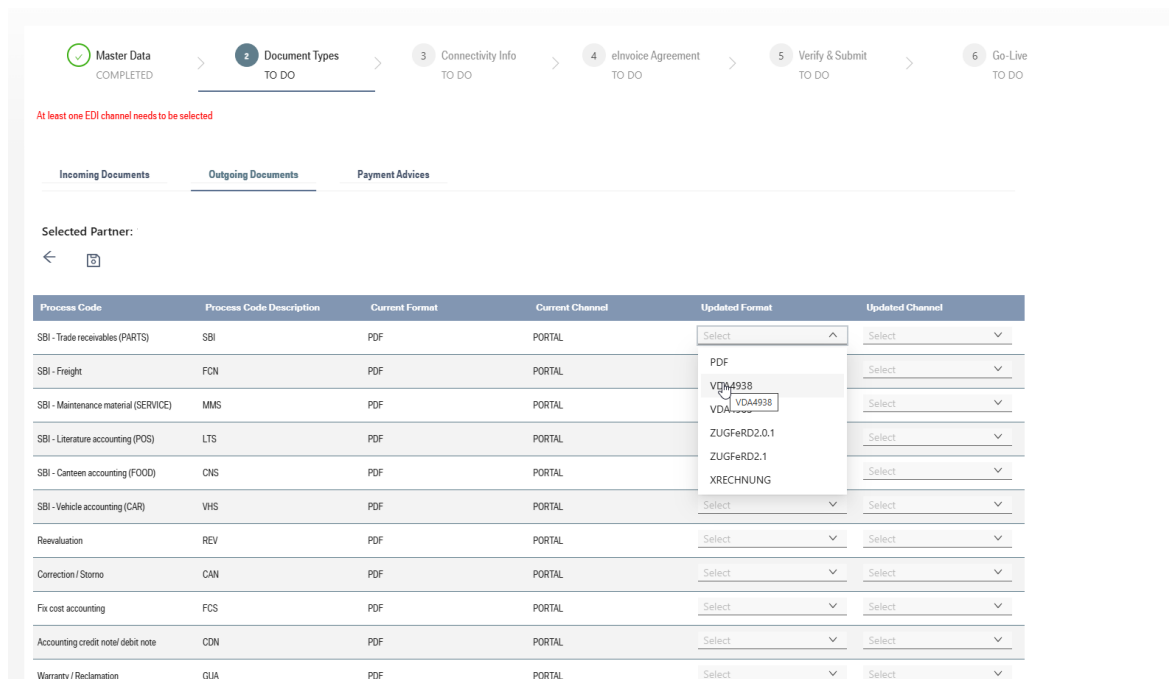 Master Data
COMPLETED
2 Document Types
TO DO
3 Connectivity Info
TO DO
4 eInvoice Agreement
TO DO
5 Verify & Submit
TO DO
6 Go-Live
TO DO
At least one EDI channel needs to be selected
Incoming Documents Outgoing Documents Payment Advices
Selected Partner:
Process Code Process Code Description Current Format Current Channel Updated Format Updated Channel
SBI - Trade receivables (PARTS) SBI PDF PORTAL Select Select
SBI - Freight FCN PDF PORTAL Select
SBI - Maintenance material (SERVICE) MMS PDF PORTAL Select
SBI - Literature accounting (POS) LTS PDF PORTAL Select
SBI - Canteen accounting (FOOD) CNS PDF PORTAL Select
SBI - Vehicle accounting (CAR) VHS PDF PORTAL Select Select
Reevaluation REV PDF PORTAL Select Select
Correction / Storno CAN PDF PORTAL Select Select
Fix cost accounting FCS PDF PORTAL Select Select
Accounting credit note/ debit note CDN PDF PORTAL Select Select
Warranty / Reclamation GUA PDF PORTAL Select Select
PDF
VDA4938
VDA4938
ZUGFeRD2.0.1
ZUGFeRD2.1
XRECHNUNG